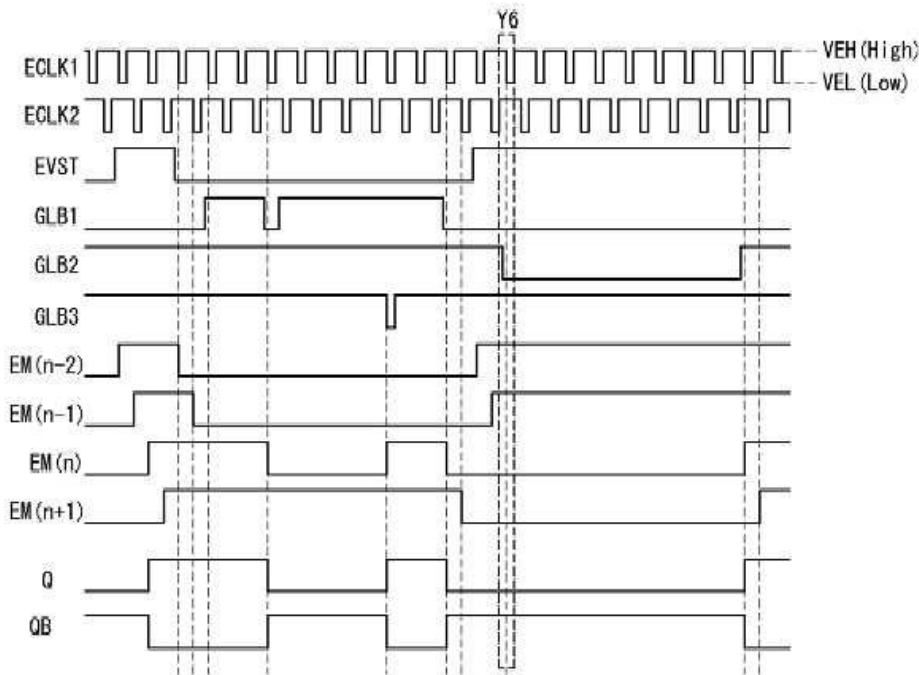 Y6
ECLK1
VEH(High)
VEL(Low)
ECLK2
EVST
GLB1
GLB2
GLB3
EM(n-2)
EM(n-1)
EM(n)
EM(n+1)
Q
QB